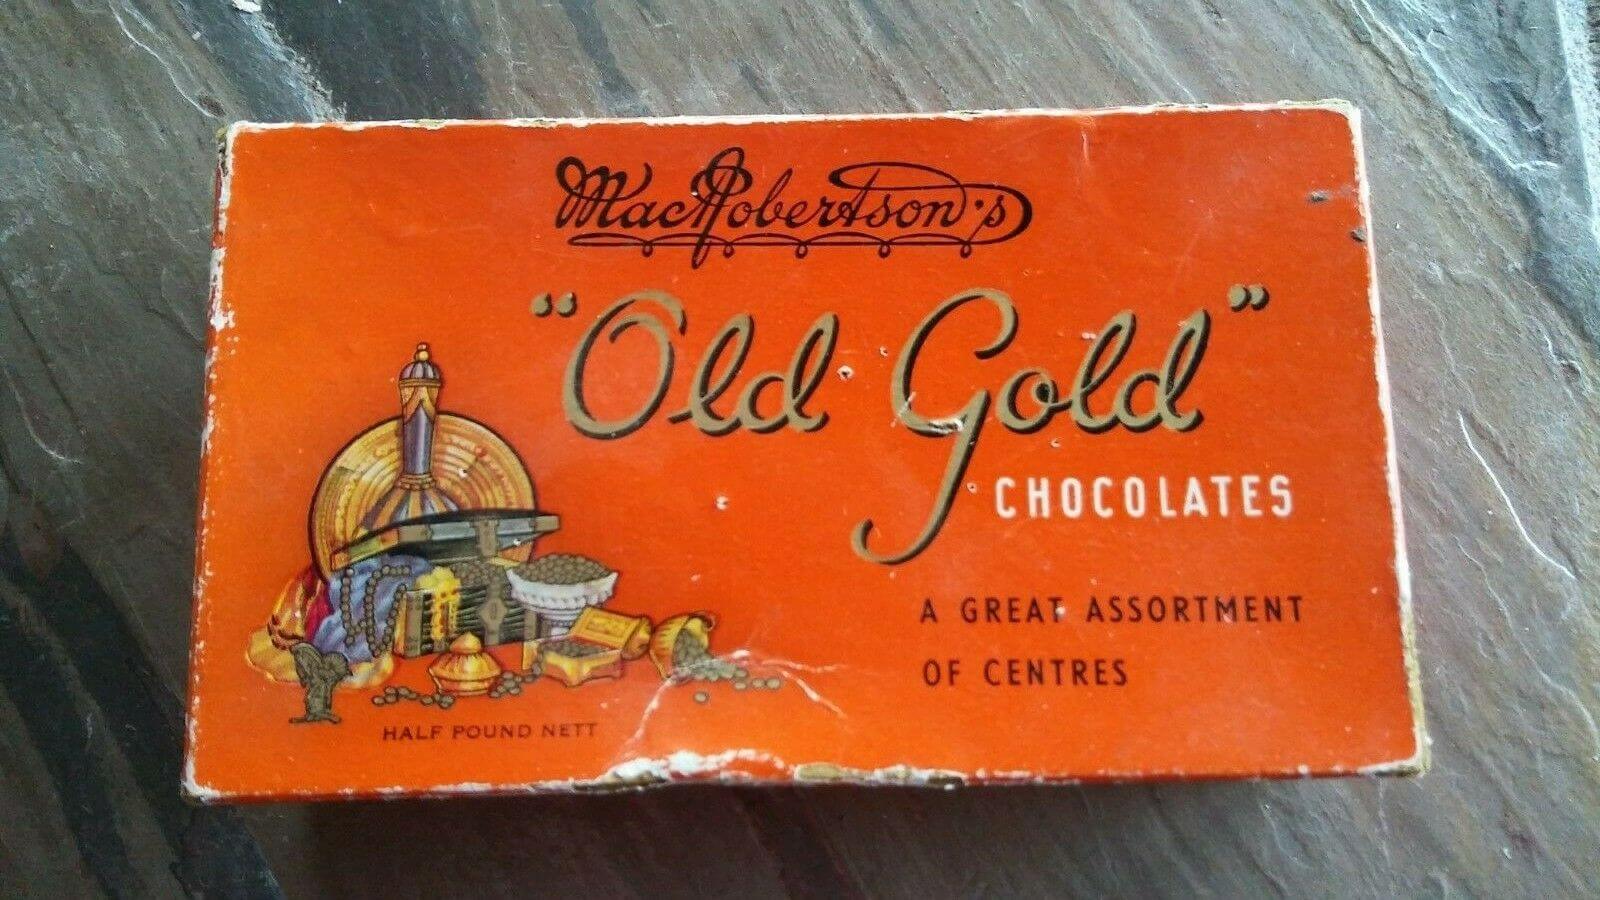 MacRobertson's
"Old Gold"
CHOCOLATES
A GREAT ASSORTMENT
OF CENTRES
HALF POUND NETT